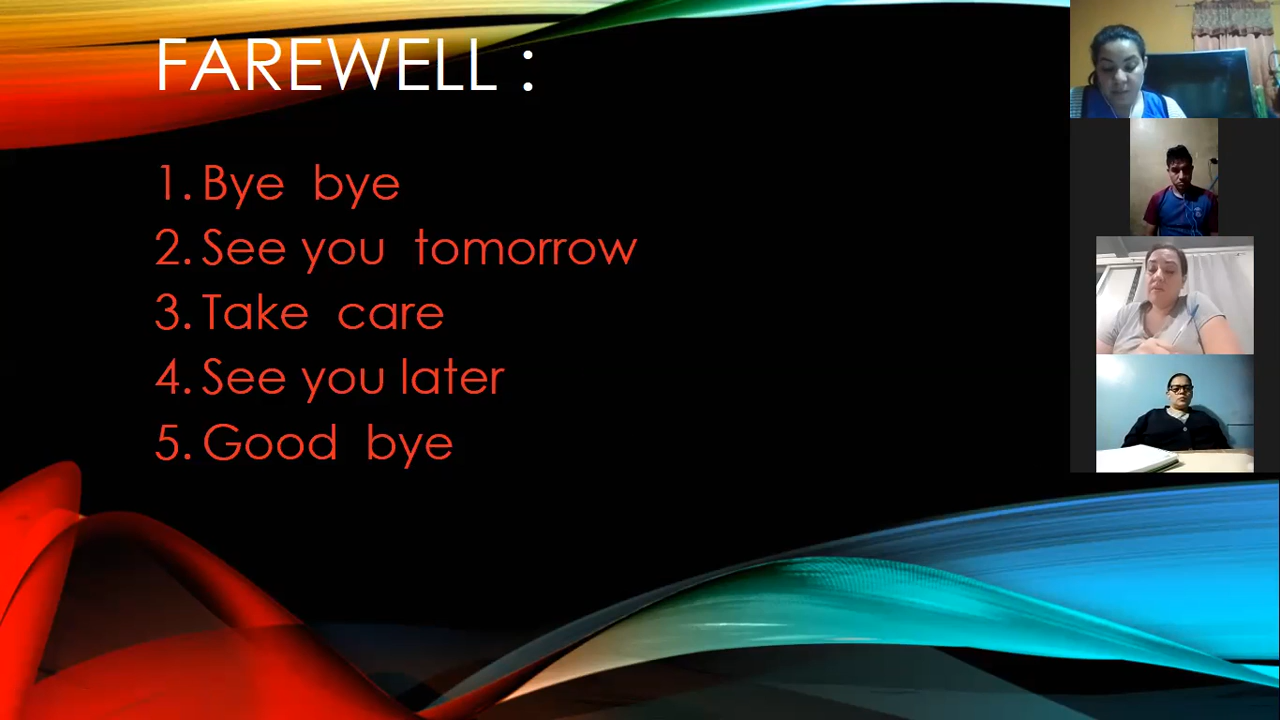 FAREWELL :
1. Bye bye
2. See you tomorrow
3. Take care
4. See you later
5. Good bye